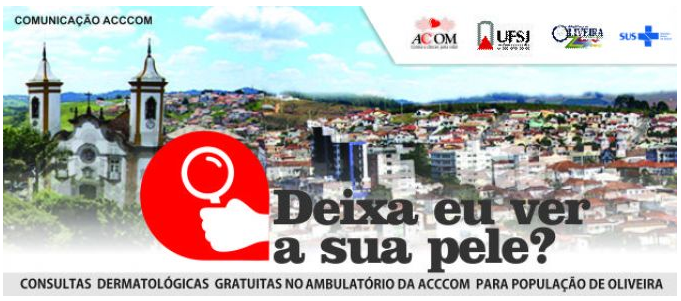 COMUNICAÇÃO ACCCOM
UFSJ
OLIVEIRA
SUS
Deixa eu ver
a sua pele?
CONSULTAS DERMATOLÓGICAS GRATUITAS NO AMBULATÓRIO DA ACCCOM PARA POPULAÇÃO DE OLIVEIRA